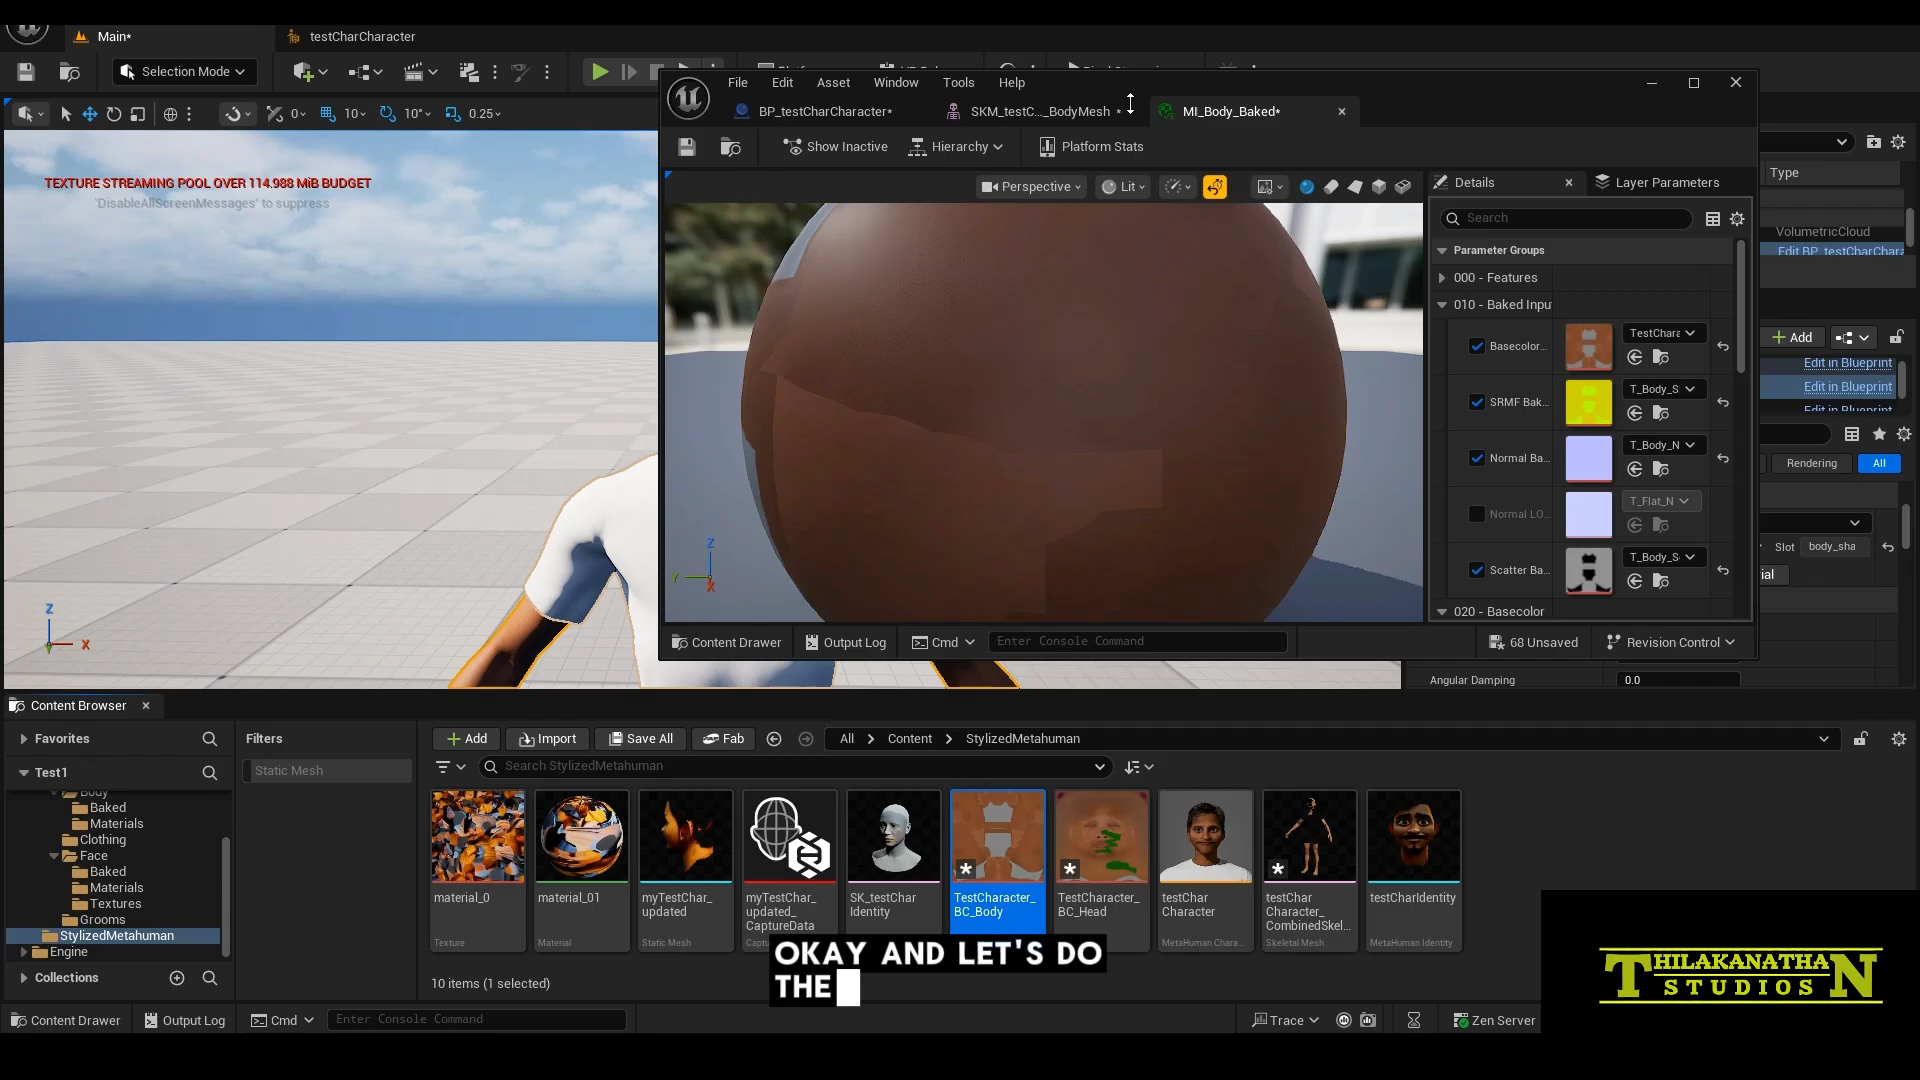 Main*
testCharCharacter
Selection Mode
0
10
10°
0.25
TEXTURE STREAMING POOL OVER 114.988 MiB BUDGET
'DisableAllScreenMessages' to suppress
Z
X
File
Edit
Asset
Window
Tools
Help
BP_testCharCharacter*
SKM_testC..._BodyMesh *
MI_Body_Baked*
Show Inactive
Hierarchy
Platform Stats
Perspective
Lit
Z
Y
X
Details
Layer Parameters
Search
Parameter Groups
000 - Features
010 - Baked Inpu
Basecolor...
TestChara
SRMF Bak...
T_Body_S
Normal Ba...
T_Body_N
Normal LO...
T_Flat_N
Scatter Ba...
T_Body_S
020 - Basecolor
Content Drawer
Output Log
Cmd
Enter Console Command
68 Unsaved
Revision Control
Type
VolumetricCloud
Edit BP_testCharChara
Add
Edit in Blueprint
Edit in Blueprint
Edit in Blueprint
Rendering
All
Slot
body_sha
ial
Angular Damping
0.0
Content Browser
Favorites
Test1
Body
Baked
Materials
Clothing
Face
Baked
Materials
Textures
Grooms
StylizedMetahuman
Engine
Collections
Filters
Static Mesh
Add
Import
Save All
Fab
All
Content
StylizedMetahuman
Search StylizedMetahuman
material_0
Texture
material_01
Material
myTestChar_
updated
Static Mesh
myTestChar_
updated_
CaptureData
SK_testChar
Identity
TestCharacter_
BC_Body
TestCharacter_
BC_Head
testChar
Character
MetaHuman Chara...
testChar
Character_
CombinedSkel...
Skeletal Mesh
testCharIdentity
MetaHuman Identity
OKAY AND LET'S DO
THE
10 items (1 selected)
Content Drawer
Output Log
Cmd
Enter Console Command
Trace
Zen Server
THILAKANATHAN
STUDIOS